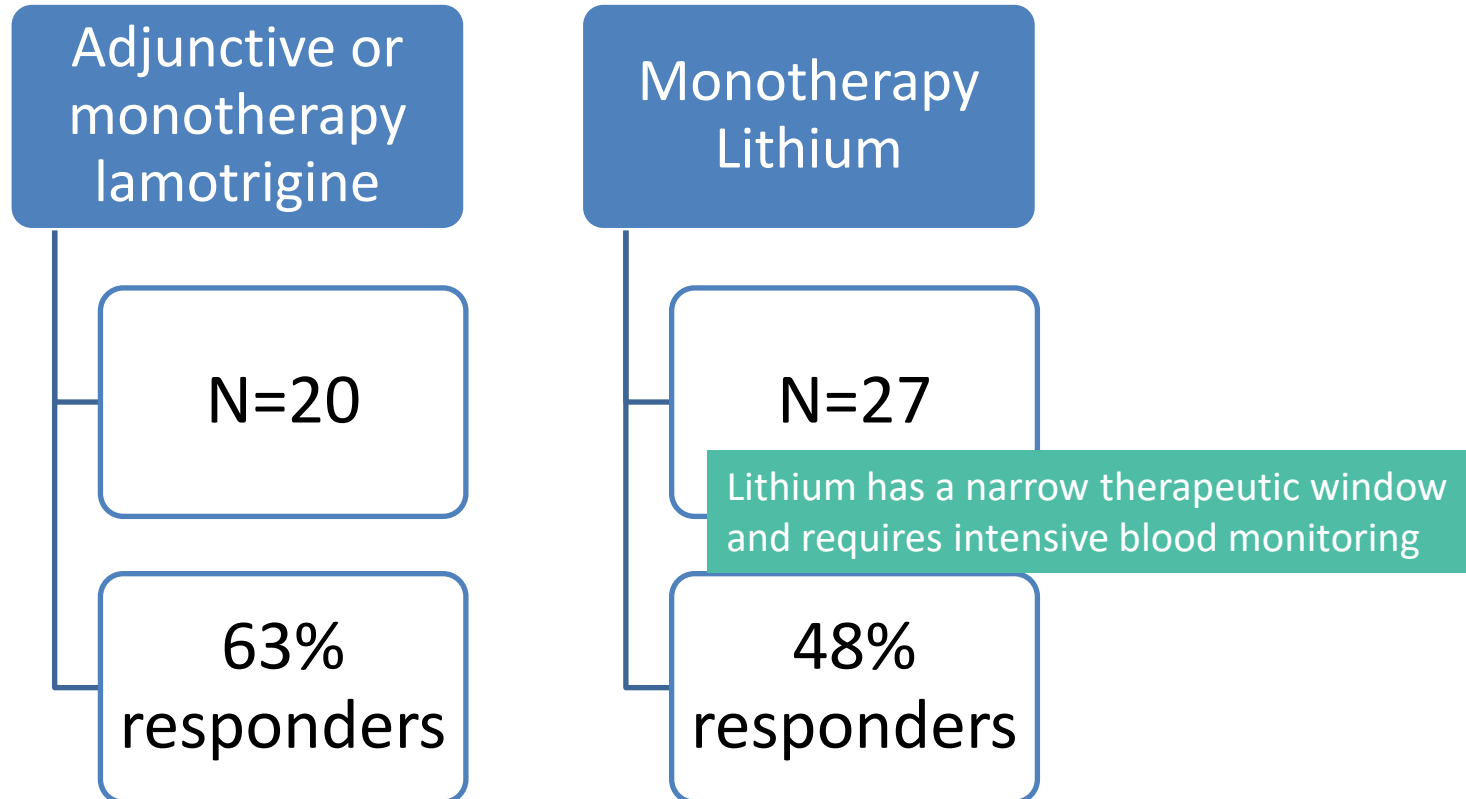 Adjunctive or
monotherapy
lamotrigine
N=20
63%
responders
Monotherapy
Lithium
N=27
Lithium has a narrow therapeutic window
and requires intensive blood monitoring
48%
responders